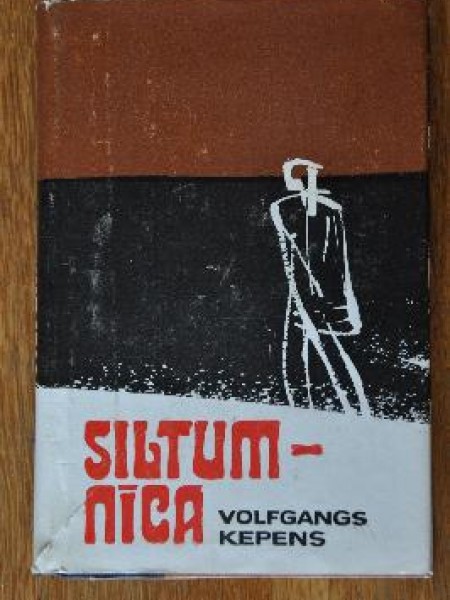 SILTUM-
NĪCA
VOLFGANGS
KEPENS